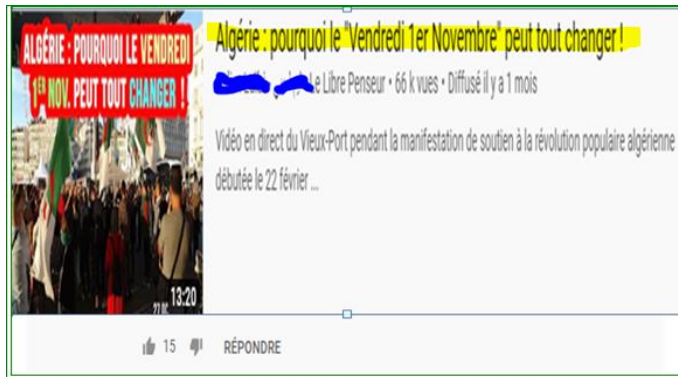 ALGÉRIE : POURQUOI LE VENDREDI
1ER NOV. PEUT TOUT CHANGER !
13:20
Algérie : pourquoi le "Vendredi 1er Novembre" peut tout changer !
Le Libre Penseur • 66 k vues • Diffusé il y a 1 mois
Vidéo en direct du Vieux-Port pendant la manifestation de soutien à la révolution populaire algérienne
débutée le 22 février ...
15 RÉPONDRE